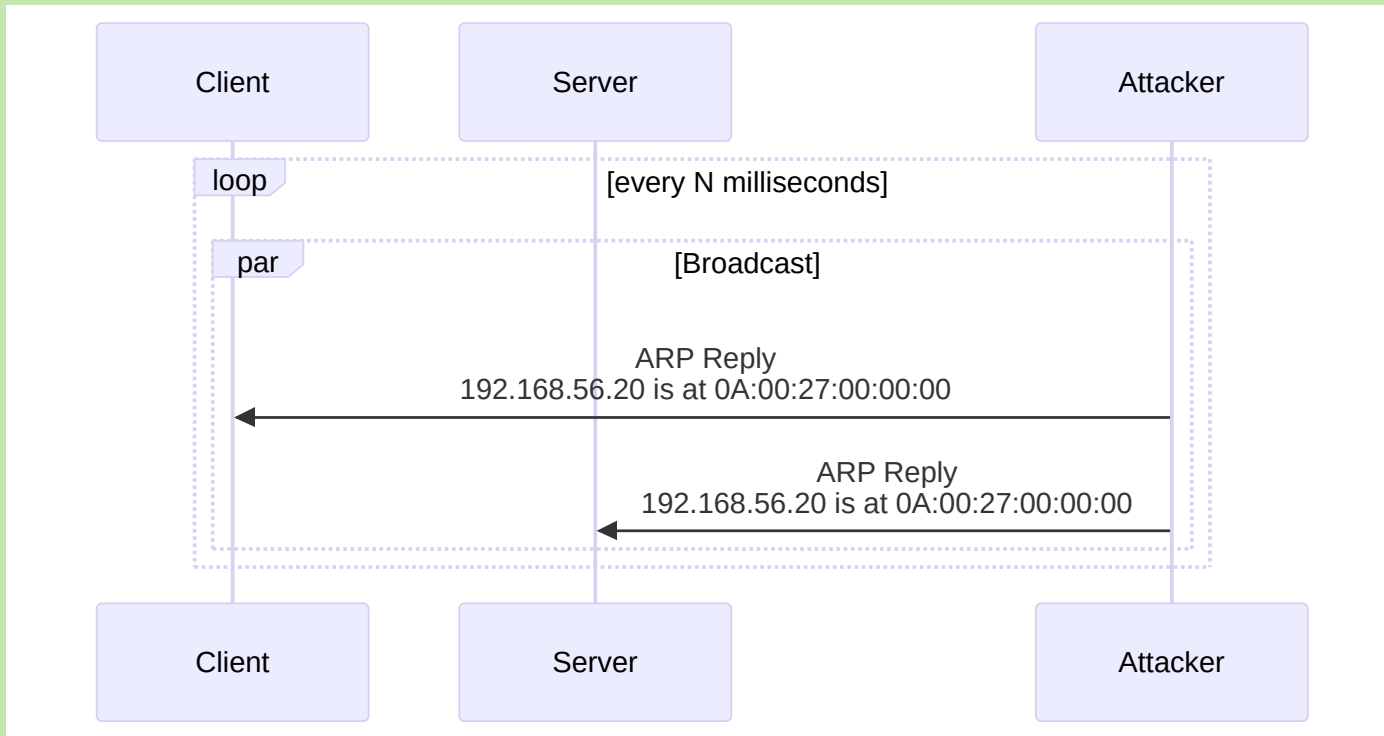 Client
Server
Attacker
loop
[every N milliseconds]
par
[Broadcast]
ARP Reply
192.168.56.20 is at 0A:00:27:00:00:00
ARP Reply
192.168.56.20 is at 0A:00:27:00:00:00
Client
Server
Attacker